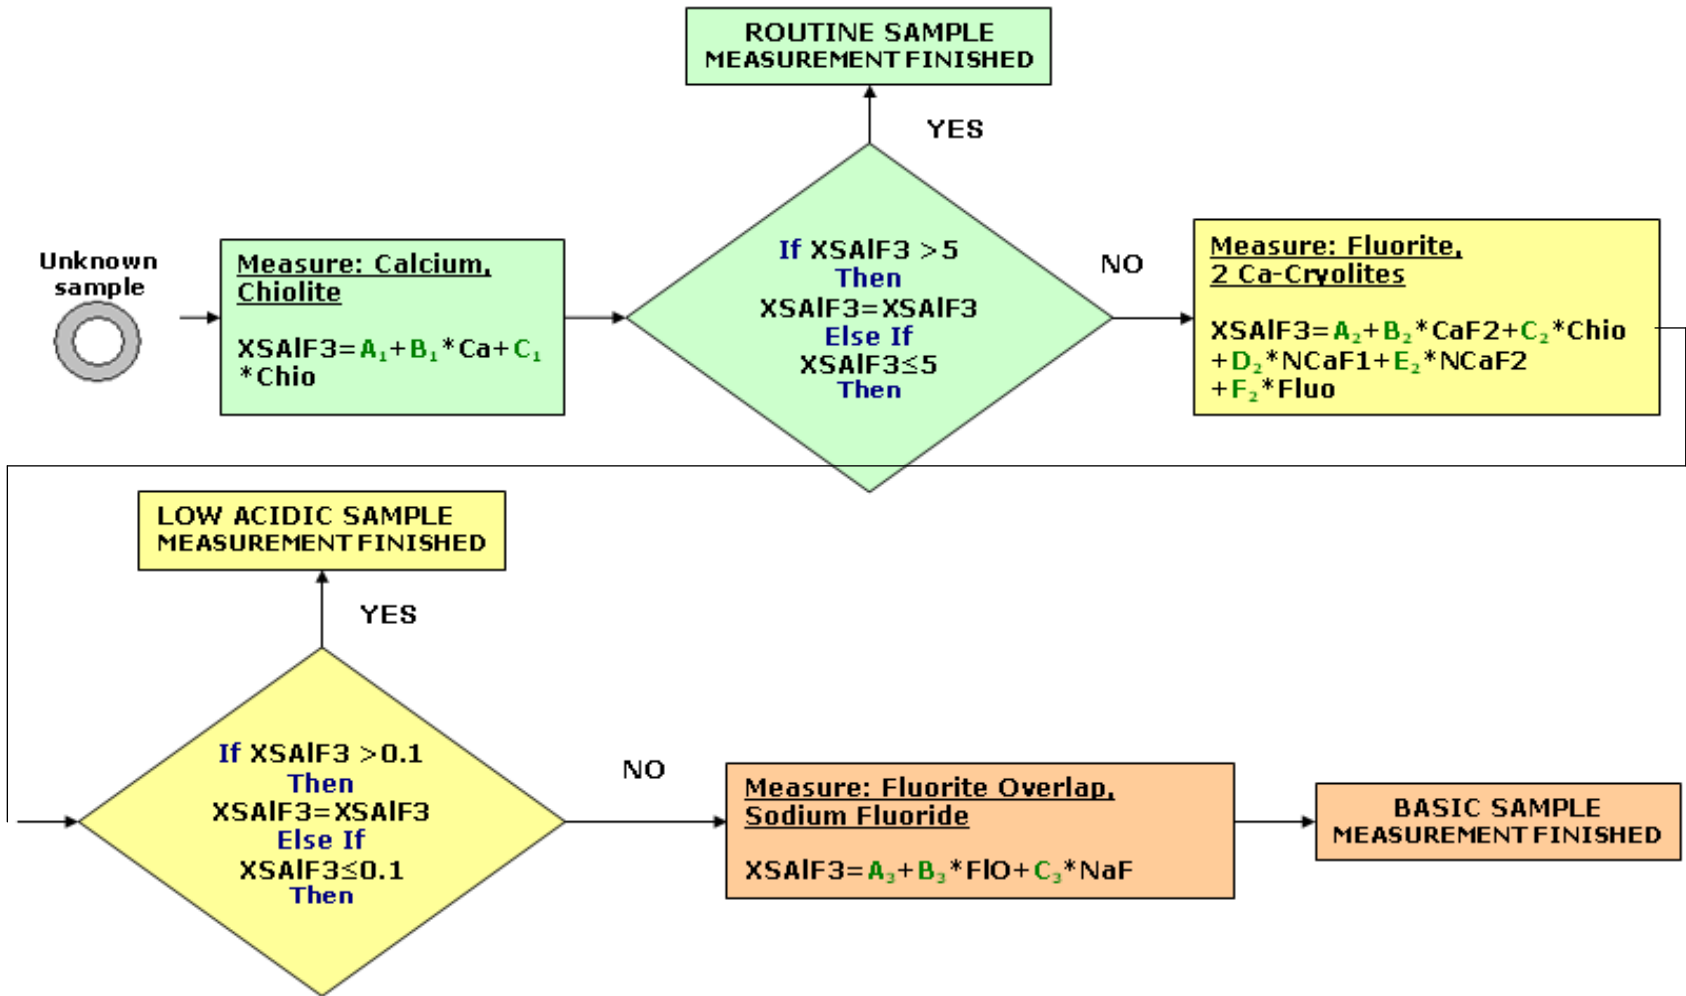 ROUTINE SAMPLE
MEASUREMENT FINISHED
YES
Unknown
sample
Measure: Calcium,
Chiolite
XSAlF3=A₁+B₁*Ca+C₁
*Chio
If XSAlF3 >5
Then
XSAlF3=XSAlF3
Else If
XSAlF3≤5
Then
NO
Measure: Fluorite,
2 Ca-Cryolites
XSAlF3=A₂+B₂*CaF2+C₂*Chio
+D₂*NCaF1+E₂*NCaF2
+F₂*Fluo
LOW ACIDIC SAMPLE
MEASUREMENT FINISHED
YES
If XSAlF3 >0.1
Then
XSAlF3=XSAlF3
Else If
XSAlF3≤0.1
Then
NO
Measure: Fluorite Overlap,
Sodium Fluoride
XSAlF3=A₃+B₃*FlO+C₃*NaF
BASIC SAMPLE
MEASUREMENT FINISHED